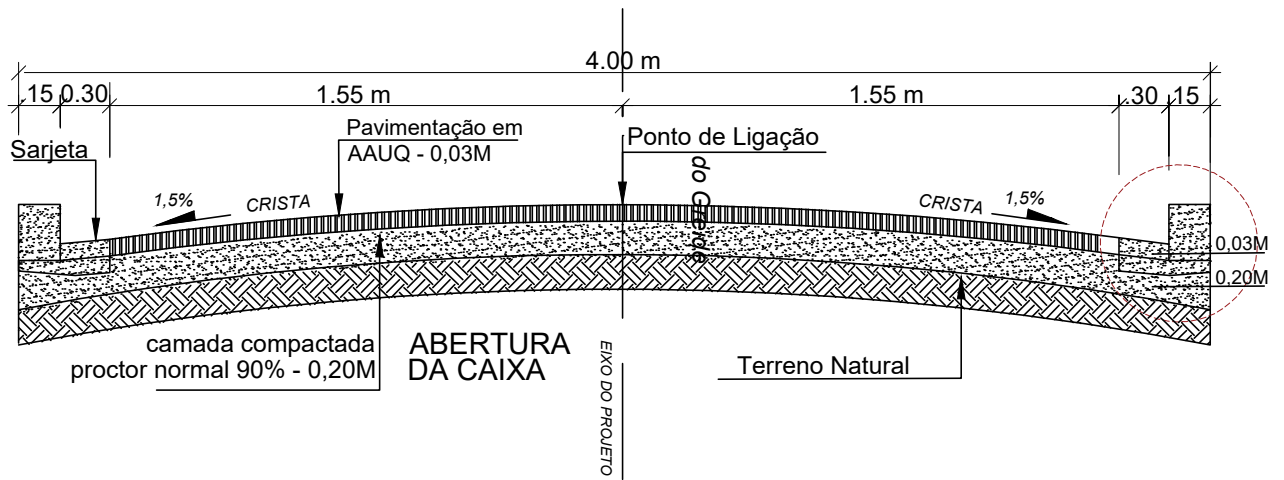 4.00 m
.15 0.30 1.55 m 1.55 m .30 .15
Sarjeta
Pavimentação em
AAUQ - 0,03M
Ponto de Ligação
do Greide
1,5% CRISTA
CRISTA 1,5%
0,03M
0.20M
camada compactada
proctor normal 90% - 0,20M
ABERTURA
DA CAIXA
EIXO DO PROJETO
Terreno Natural